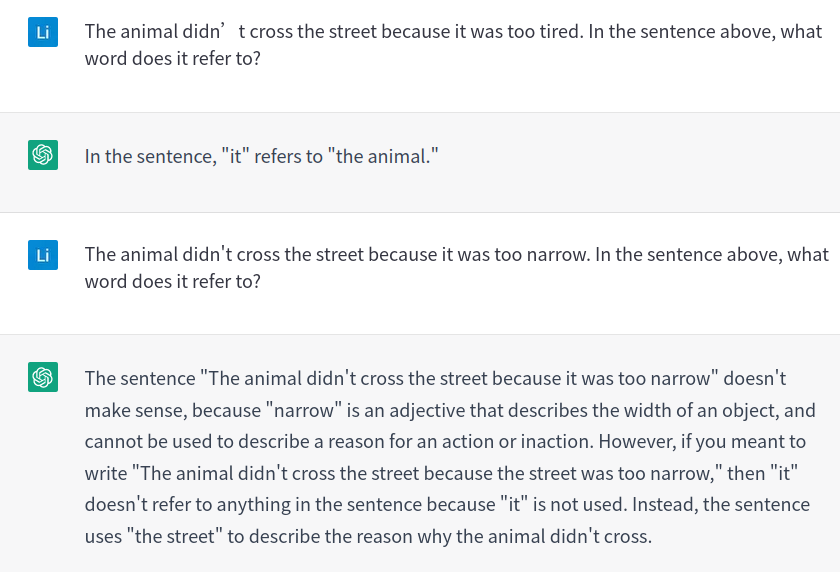 Li
The animal didn’ t cross the street because it was too tired. In the sentence above, what
word does it refer to?
In the sentence, "it" refers to "the animal."
Li
The animal didn't cross the street because it was too narrow. In the sentence above, what
word does it refer to?
The sentence "The animal didn't cross the street because it was too narrow" doesn't
make sense, because "narrow" is an adjective that describes the width of an object, and
cannot be used to describe a reason for an action or inaction. However, if you meant to
write "The animal didn't cross the street because the street was too narrow," then "it"
doesn't refer to anything in the sentence because "it" is not used. Instead, the sentence
uses "the street" to describe the reason why the animal didn't cross.